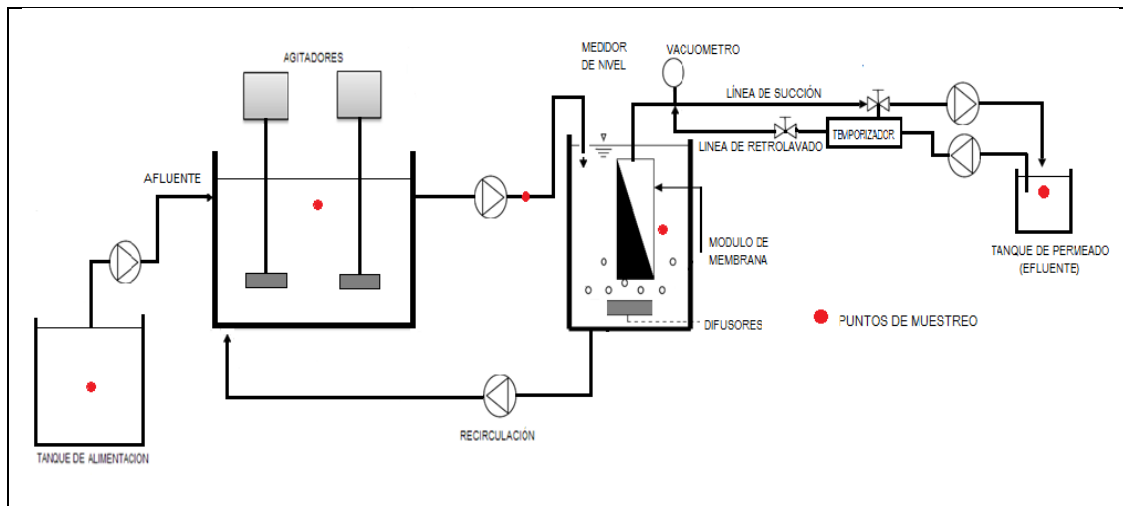 AGITADORES
MEDIDOR
DE NIVEL
VACUOMETRO
LÍNEA DE SUCCIÓN
LINEA DE RETROLAVADO
TEMPORIZADOR
AFLUENTE
MODULO DE
MEMBRANA
TANQUE DE PERMEADO
(EFLUENTE)
DIFUSORES
PUNTOS DE MUESTREO
RECIRCULACIÓN
TANQUE DE ALIMENTACION